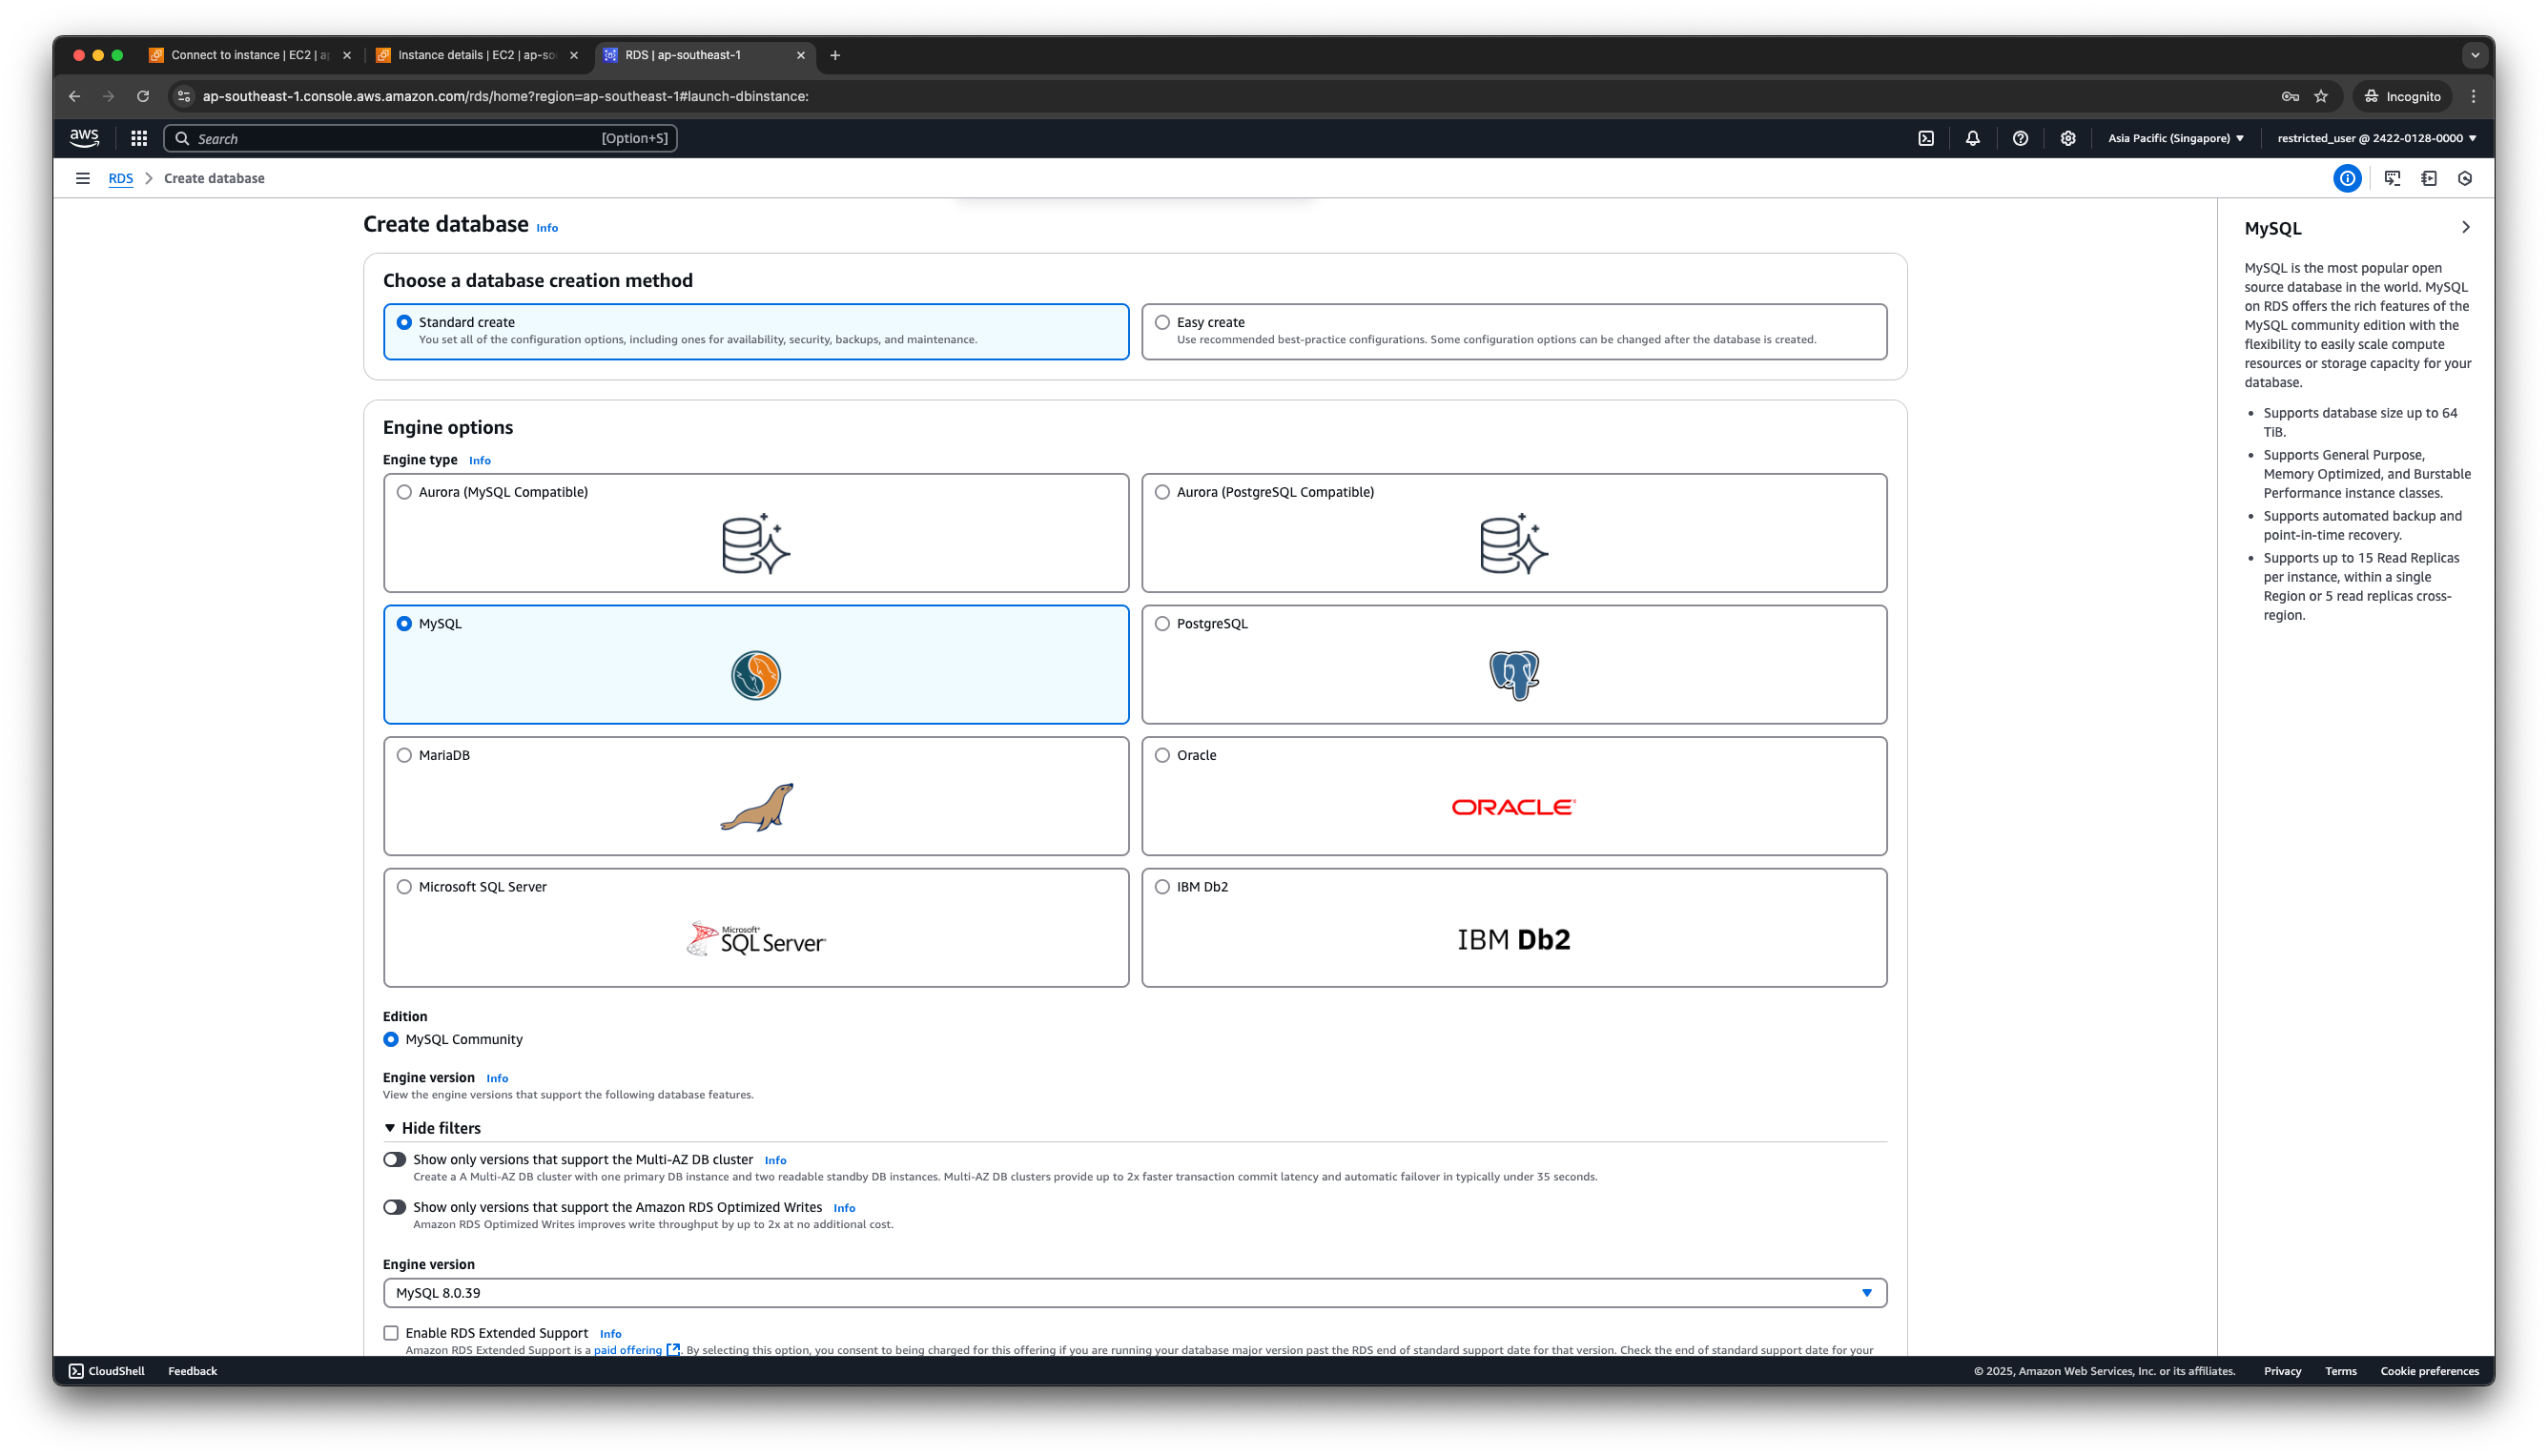 Connect to instance | EC2 | ap
Instance details | EC2 | ap-sou
RDS | ap-southeast-1
ap-southeast-1.console.aws.amazon.com/rds/home?region=ap-southeast-1#launch-dbinstance:
Incognito
aws
Search
[Option+S]
Asia Pacific (Singapore)
restricted_user @ 2422-0128-0000
RDS
Create database
Create database
Info
Choose a database creation method
Standard create
You set all of the configuration options, including ones for availability, security, backups, and maintenance.
Easy create
Use recommended best-practice configurations. Some configuration options can be changed after the database is created.
Engine options
Engine type Info
Aurora (MySQL Compatible)
Aurora (PostgreSQL Compatible)
MySQL
PostgreSQL
MariaDB
Oracle
ORACLE
Microsoft SQL Server
Microsoft
SQL Server
IBM Db2
IBM Db2
Edition
MySQL Community
Engine version Info
View the engine versions that support the following database features.
Hide filters
Show only versions that support the Multi-AZ DB cluster Info
Create a A Multi-AZ DB cluster with one primary DB instance and two readable standby DB instances. Multi-AZ DB clusters provide up to 2x faster transaction commit latency and automatic failover in typically under 35 seconds.
Show only versions that support the Amazon RDS Optimized Writes Info
Amazon RDS Optimized Writes improves write throughput by up to 2x at no additional cost.
Engine version
MySQL 8.0.39
Enable RDS Extended Support Info
Amazon RDS Extended Support is a paid offering. By selecting this option, you consent to being charged for this offering if you are running your database major version past the RDS end of standard support date for that version. Check the end of standard support date for your
MySQL
MySQL is the most popular open
source database in the world. MySQL
on RDS offers the rich features of the
MySQL community edition with the
flexibility to easily scale compute
resources or storage capacity for your
database.
• Supports database size up to 64
TiB.
• Supports General Purpose,
Memory Optimized, and Burstable
Performance instance classes.
• Supports automated backup and
point-in-time recovery.
• Supports up to 15 Read Replicas
per instance, within a single
Region or 5 read replicas cross-
region.
CloudShell
Feedback
© 2025, Amazon Web Services, Inc. or its affiliates.
Privacy
Terms
Cookie preferences